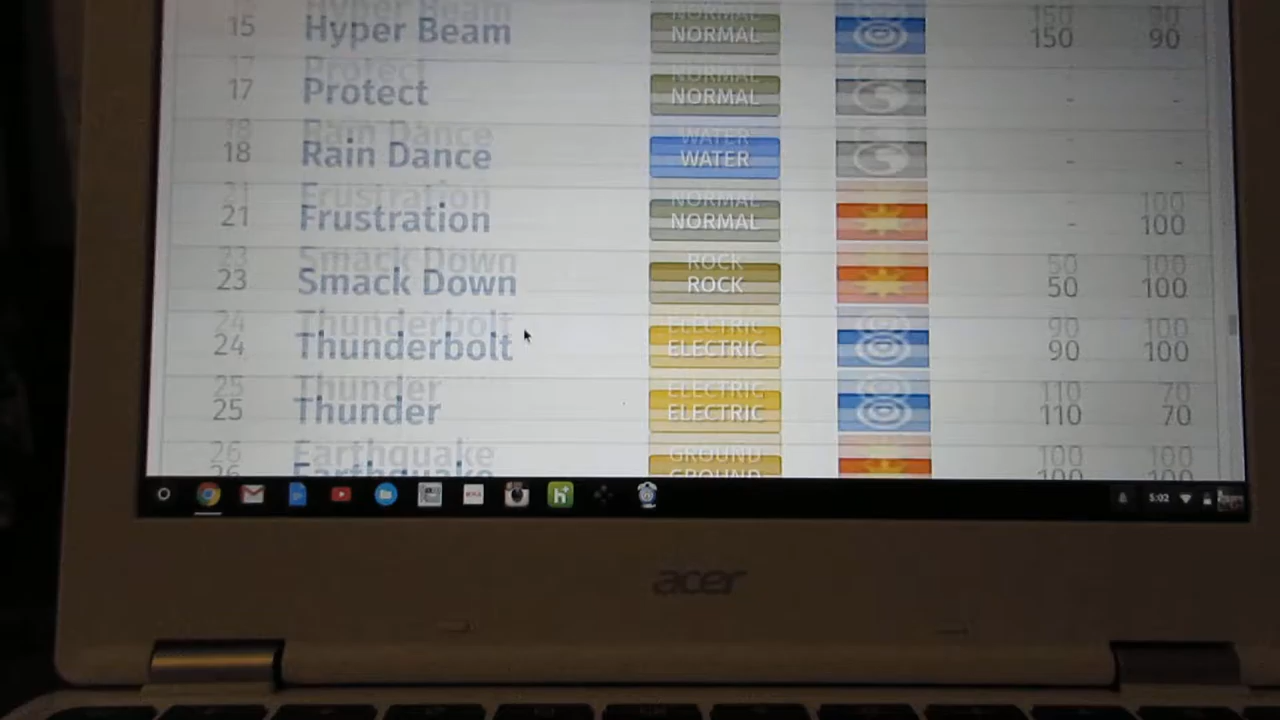 15 Hyper Beam NORMAL 150 90
17 Protect NORMAL - -
18 Rain Dance WATER - -
21 Frustration NORMAL - 100
23 Smack Down ROCK 50 100
24 Thunderbolt ELECTRIC 90 100
25 Thunder ELECTRIC 110 70
26 Earthquake GROUND 100 100
5:02
acer